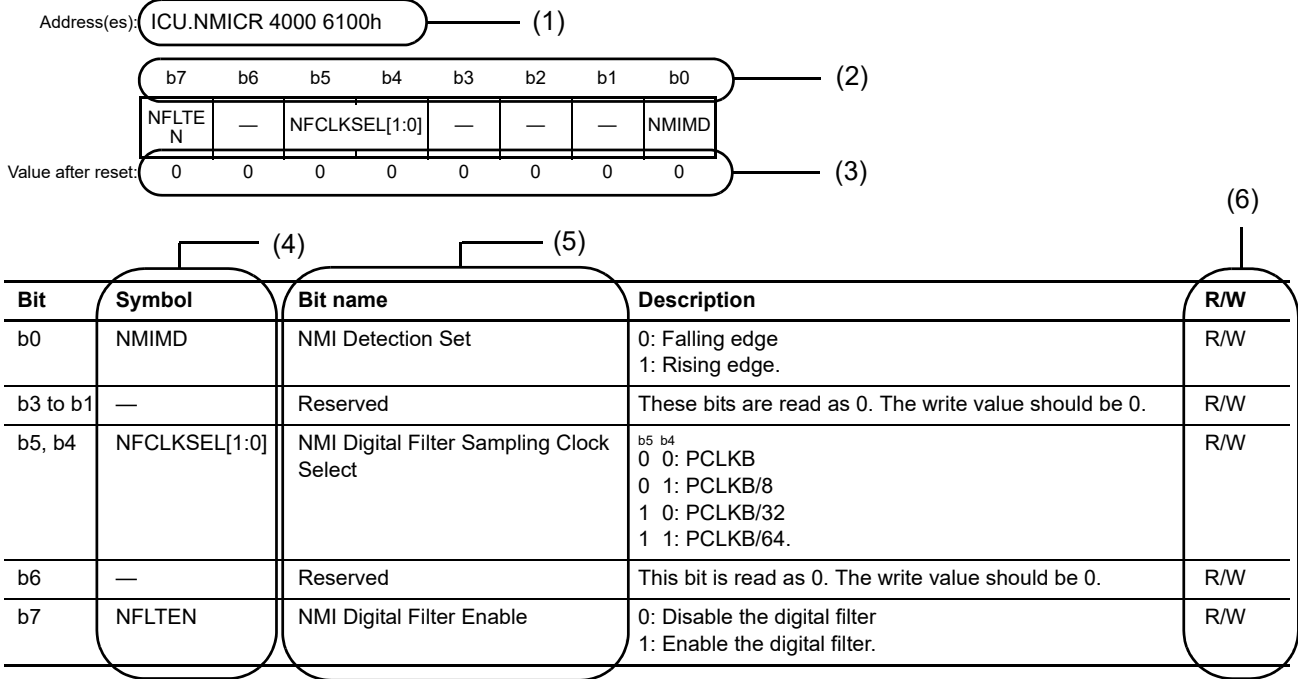 Address(es): ICU.NMICR 4000 6100h (1)
b7 b6 b5 b4 b3 b2 b1 b0 (2)
NFLTE
N — NFCLKSEL[1:0] — — — NMIMD
Value after reset: 0 0 0 0 0 0 0 0 (3)
(6)
(4) (5)
Bit Symbol Bit name Description R/W
b0 NMIMD NMI Detection Set 0: Falling edge R/W
1: Rising edge.
b3 to b1 — Reserved These bits are read as 0. The write value should be 0. R/W
b5, b4 NFCLKSEL[1:0] NMI Digital Filter Sampling Clock b5 b4 R/W
Select 0 0: PCLKB
0 1: PCLKB/8
1 0: PCLKB/32
1 1: PCLKB/64.
b6 — Reserved This bit is read as 0. The write value should be 0. R/W
b7 NFLTEN NMI Digital Filter Enable 0: Disable the digital filter R/W
1: Enable the digital filter.